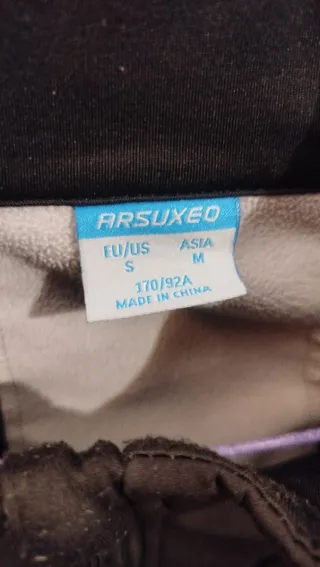 ARSUXEO
EU/US ASIA
S M
170/92A
MADE IN CHINA